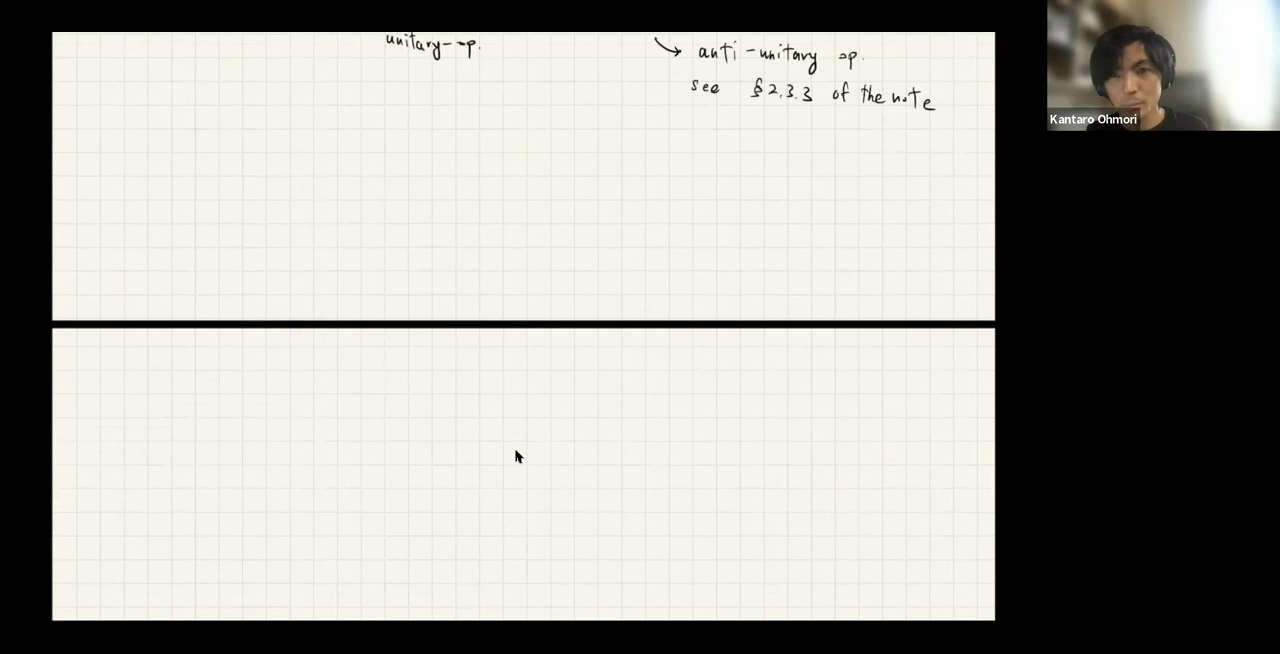 unitary-op.
anti-unitary op.
see §2.3.3 of the note
Kantaro Ohmori